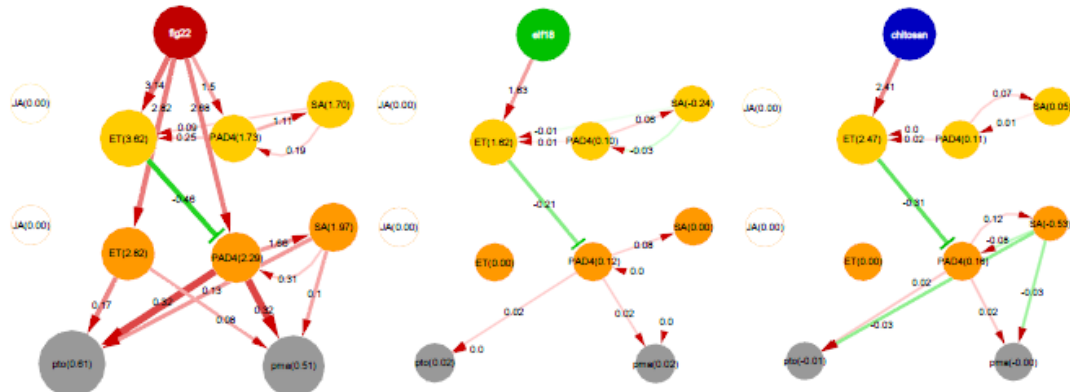 flg22
3.14
2.82
2.68
1.5
JA(0.00)
SA(1.70)
0.09
0.25
1.11
ET(3.62)
PAD4(1.73)
0.19
-0.46
JA(0.00)
SA(1.97)
ET(2.82)
1.66
PAD4(2.29)
0.31
0.13
0.17
0.32
0.32
0.1
0.08
pto(0.61)
pma(0.51)
elf18
1.63
JA(0.00)
SA(-0.24)
-0.01
0.01
0.06
ET(1.62)
PAD4(0.10)
-0.03
-0.21
JA(0.00)
SA(0.00)
0.08
ET(0.00)
PAD4(0.12)
0.0
0.02
0.02
0.0
0.0
pto(0.02)
pma(0.02)
chitosan
2.41
JA(0.00)
0.07
SA(0.05)
0.0
0.02
0.01
ET(2.47)
PAD4(0.11)
-0.31
JA(0.00)
0.12
SA(-0.53)
-0.08
ET(0.00)
PAD4(0.16)
0.02
-0.03
0.02
-0.03
pto(-0.01)
pma(-0.00)